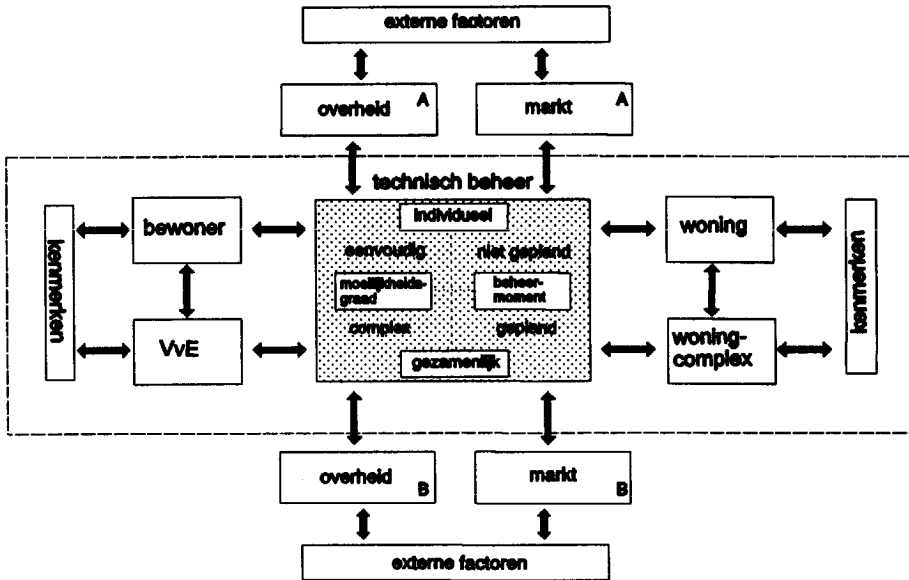 externe factoren
overheid A
markt A
technisch beheer
individueel
kenmerken
bewoner
eenvoudig
niet gepland
woning
kenmerken
moeilijkheids-
graad
beheer-
moment
VvE
complex
gepland
woning-
complex
gezamenlijk
overheid B
markt B
externe factoren